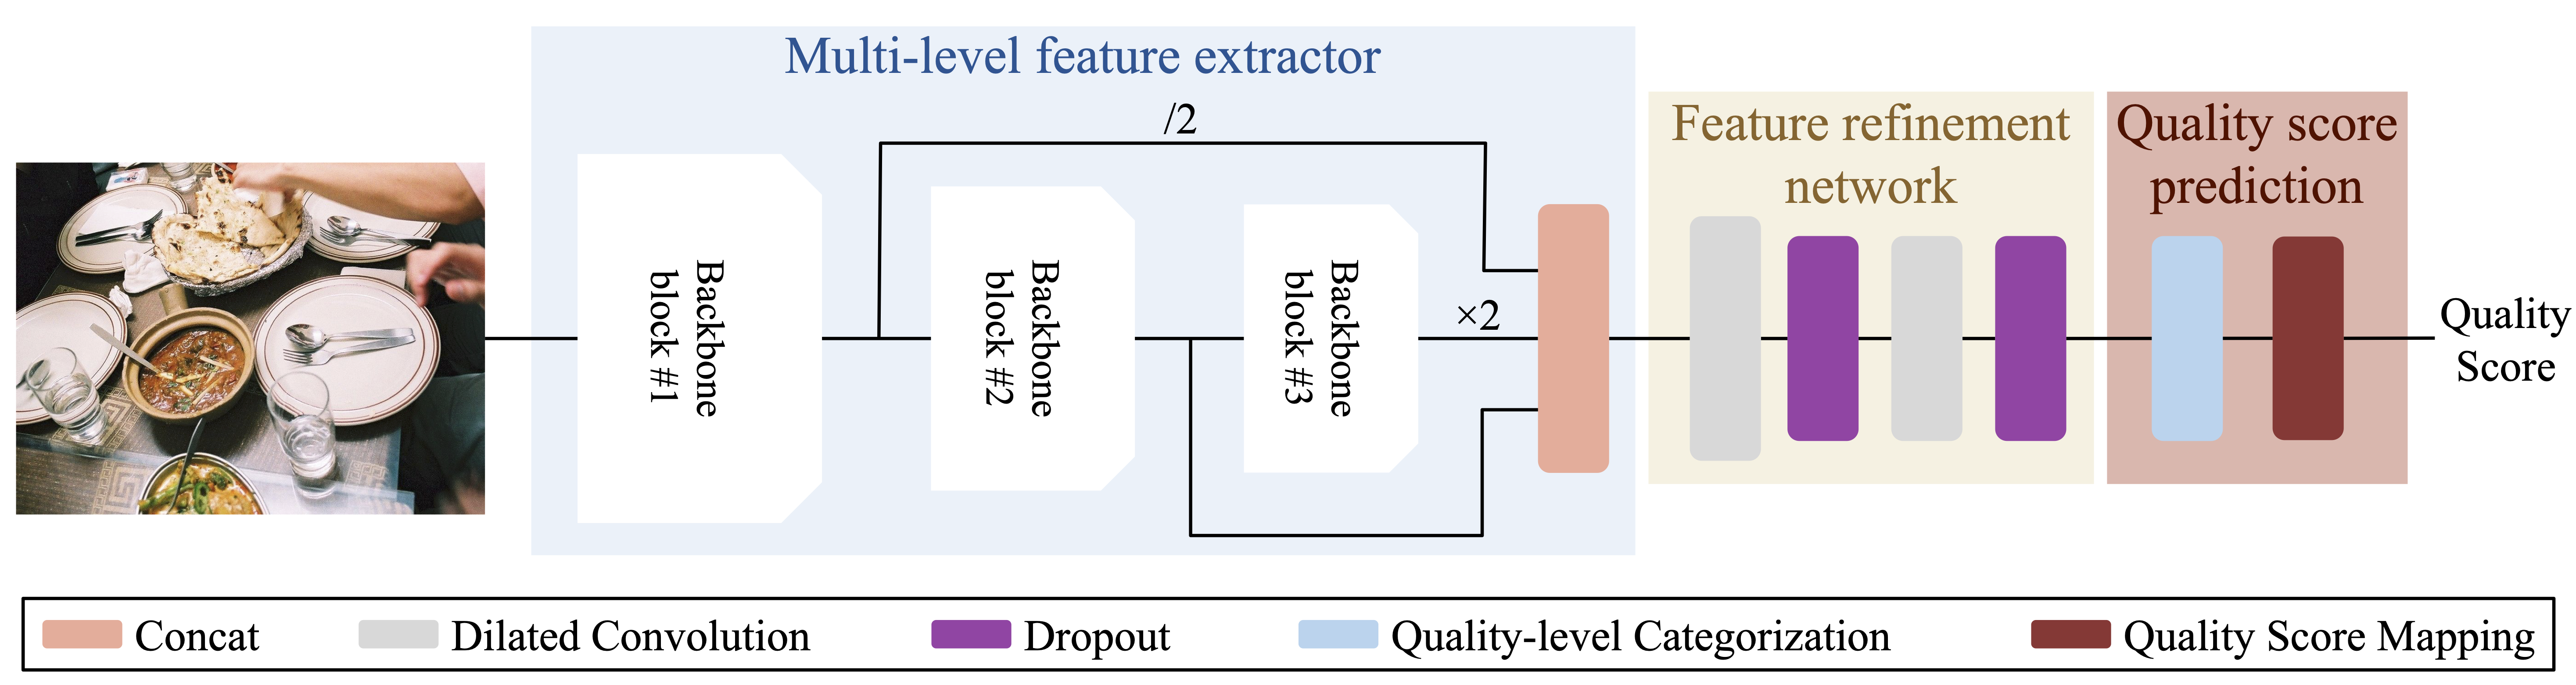 Multi-level feature extractor
/2
Backbone
block #1
Backbone
block #2
Backbone
block #3
×2
Feature refinement
network
Quality score
prediction
Quality
Score
Concat
Dilated Convolution
Dropout
Quality-level Categorization
Quality Score Mapping